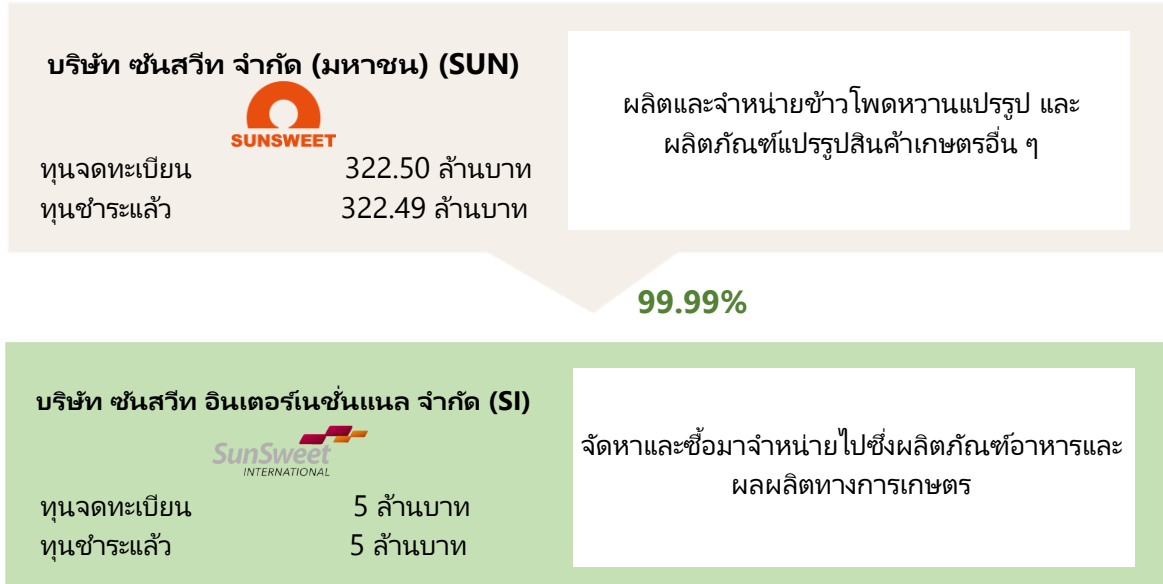 บริษัท ซันสวีท จำกัด (มหาชน) (SUN)
SUNSWEET
ทุนจดทะเบียน 322.50 ล้านบาท
ทุนชำระแล้ว 322.49 ล้านบาท
ผลิตและจำหน่ายข้าวโพดหวานแปรรูป และ
ผลิตภัณฑ์แปรรูปสินค้าเกษตรอื่น ๆ
99.99%
บริษัท ซันสวีท อินเตอร์เนชั่นแนล จำกัด (SI)
SunSweet
INTERNATIONAL
ทุนจดทะเบียน 5 ล้านบาท
ทุนชำระแล้ว 5 ล้านบาท
จัดหาและซื้อมาจำหน่ายไปซึ่งผลิตภัณฑ์อาหารและ
ผลผลิตทางการเกษตร